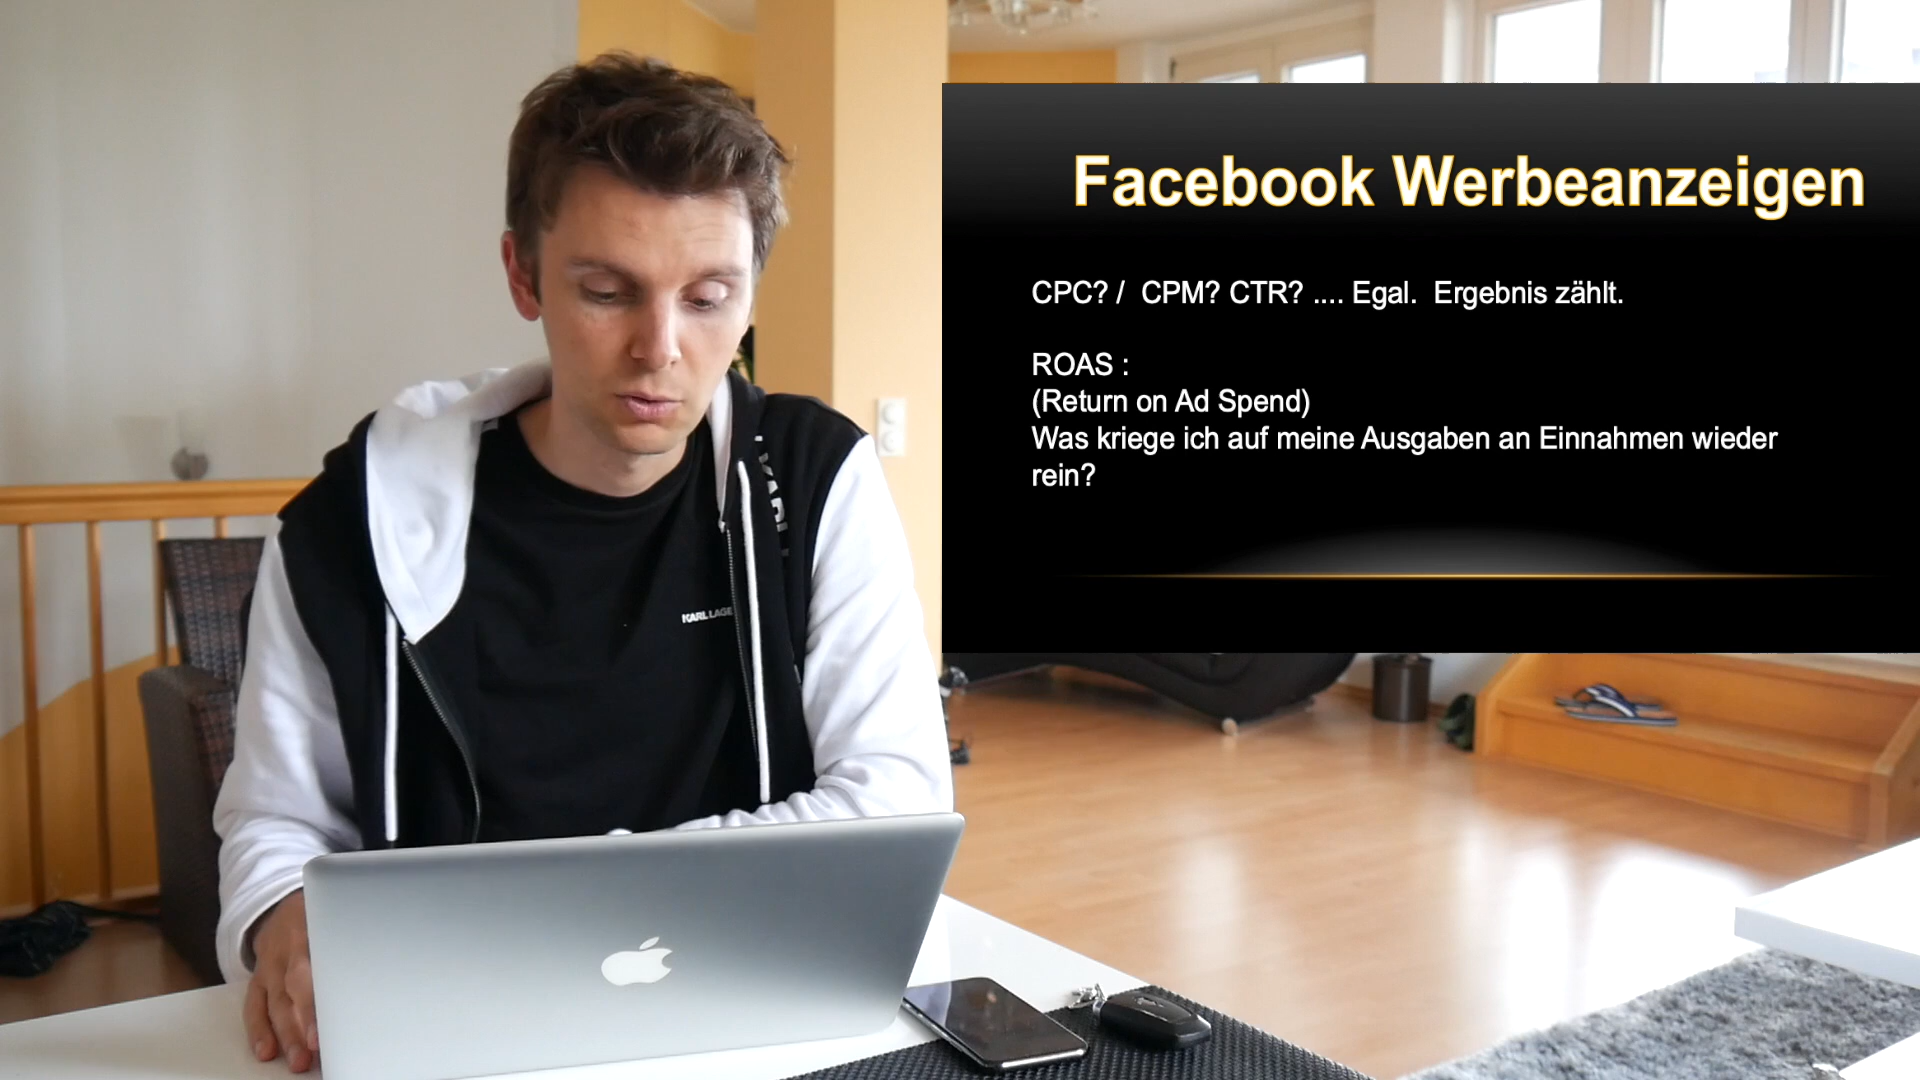 Facebook Werbeanzeigen
CPC? /  CPM? CTR? .... Egal.  Ergebnis zählt.
ROAS :
(Return on Ad Spend)
Was kriege ich auf meine Ausgaben an Einnahmen wieder
rein?
KARL LAGE